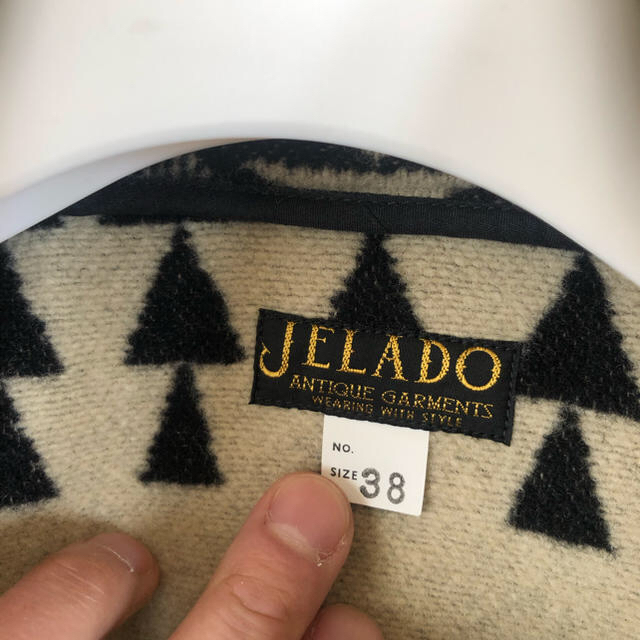 JELADO
ANTIQUE GARMENTS
WEARING WITH STYLE
NO.
SIZE 38